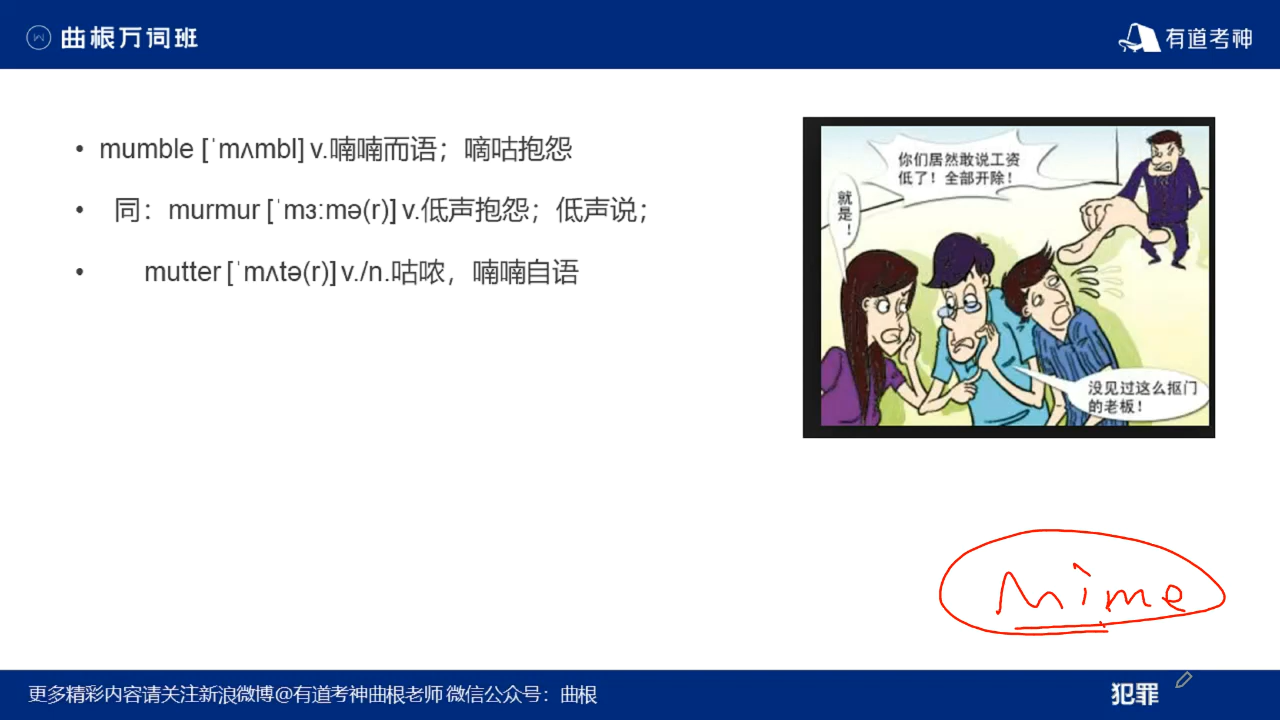 曲根万词班
有道考神
• mumble [ˈmʌmbl] v.喃喃而语；嘀咕抱怨
• 同：murmur [ˈmɜːmə(r)] v.低声抱怨；低声说；
• mutter [ˈmʌtə(r)] v./n.咕哝，喃喃自语
你们居然敢说工资
低了！全部开除！
就是！
没见过这么抠门
的老板！
mime
更多精彩内容请关注新浪微博@有道考神曲根老师 微信公众号：曲根
犯罪